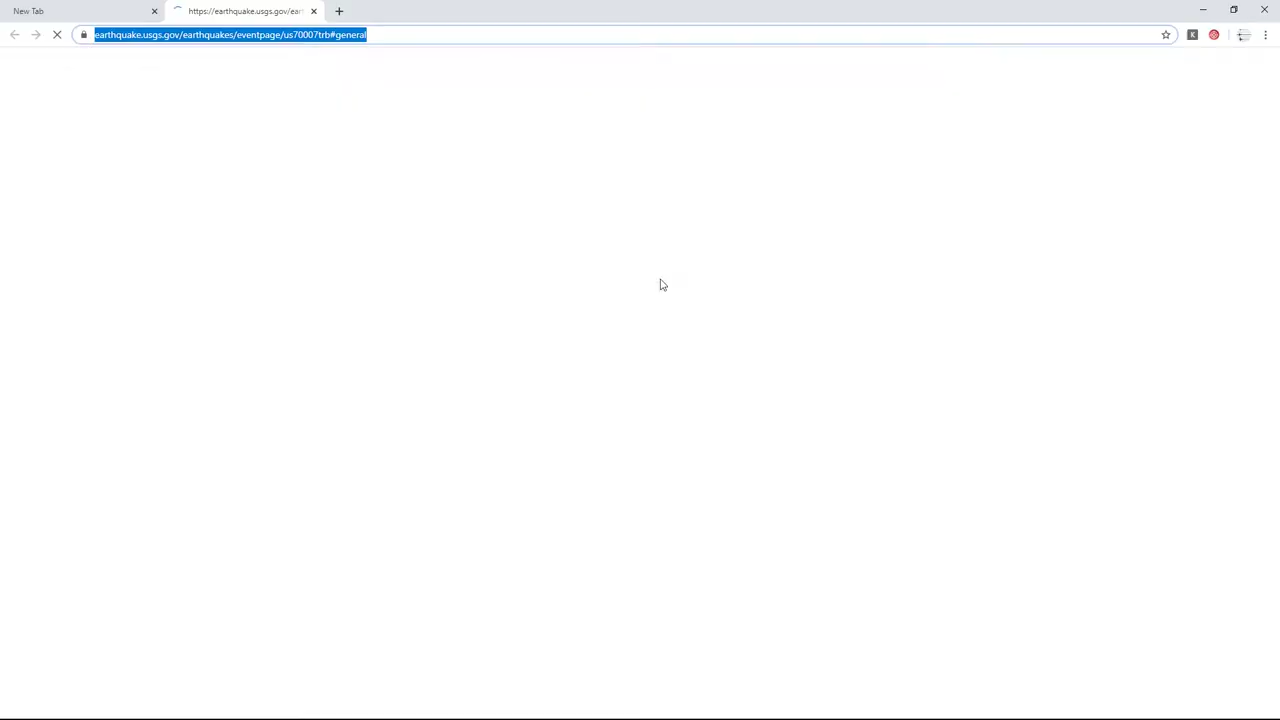 New Tab
https://earthquake.usgs.gov/ear
earthquake.usgs.gov/earthquakes/eventpage/us70007trb#general
K